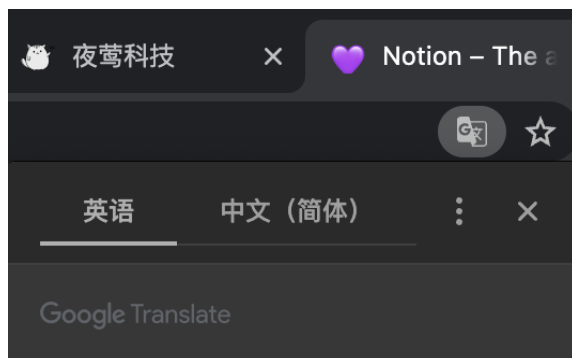 夜莺科技
Notion – The a
英语
中文（简体）
Google Translate